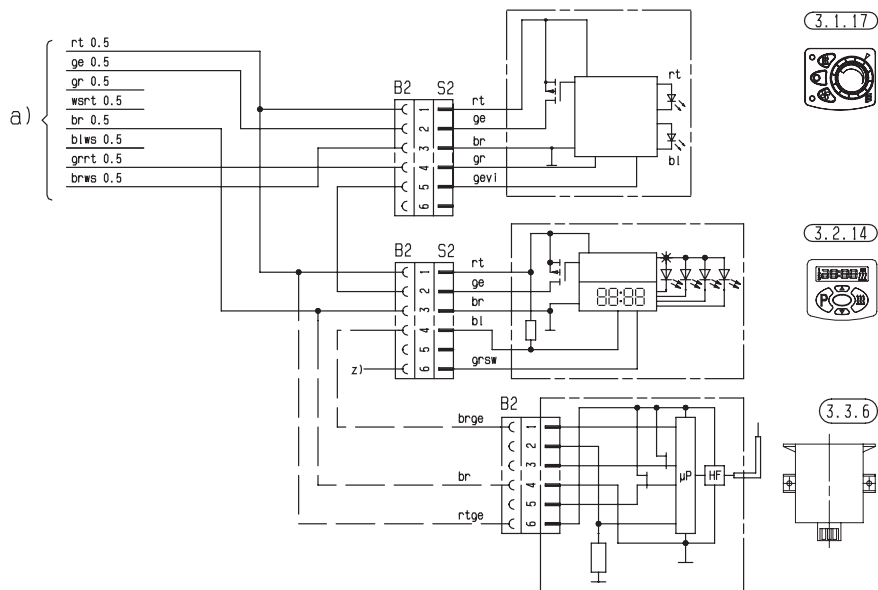 a)
rt 0.5
ge 0.5
gr 0.5
wsrt 0.5
br 0.5
blws 0.5
grrt 0.5
brws 0.5
B2 S2
1
2
3
4
5
6
rt
ge
br
gr
gevi
rt
bl
3.1.17
B2 S2
1
2
3
4
5
6
z)
rt
ge
br
bl
grsw
88:88
3.2.14
P
B2
1
2
3
4
5
6
brge
br
rtge
µP
HF
3.3.6